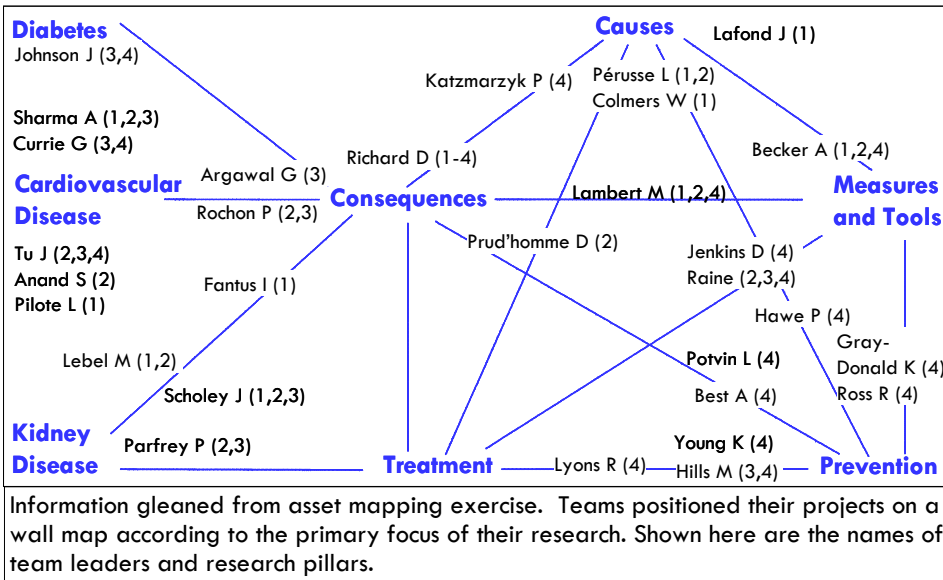 Diabetes
Johnson J (3,4)
Causes
Lafond J (1)
Katzmarzyk P (4)
Pérusse L (1,2)
Colmers W (1)
Sharma A (1,2,3)
Currie G (3,4)
Richard D (1-4)
Becker A (1,2,4)
Argawal G (3)
Cardiovascular
Disease
Rochon P (2,3)
Consequences
Lambert M (1,2,4)
Measures
and Tools
Tu J (2,3,4)
Anand S (2)
Pilote L (1)
Prud'homme D (2)
Jenkins D (4)
Raine (2,3,4)
Fantus I (1)
Hawe P (4)
Gray-
Donald K (4)
Ross R (4)
Lebel M (1,2)
Scholey J (1,2,3)
Potvin L (4)
Best A (4)
Kidney
Disease
Parfrey P (2,3)
Treatment
Lyons R (4)
Young K (4)
Hills M (3,4)
Prevention
Information gleaned from asset mapping exercise. Teams positioned their projects on a
wall map according to the primary focus of their research. Shown here are the names of
team leaders and research pillars.